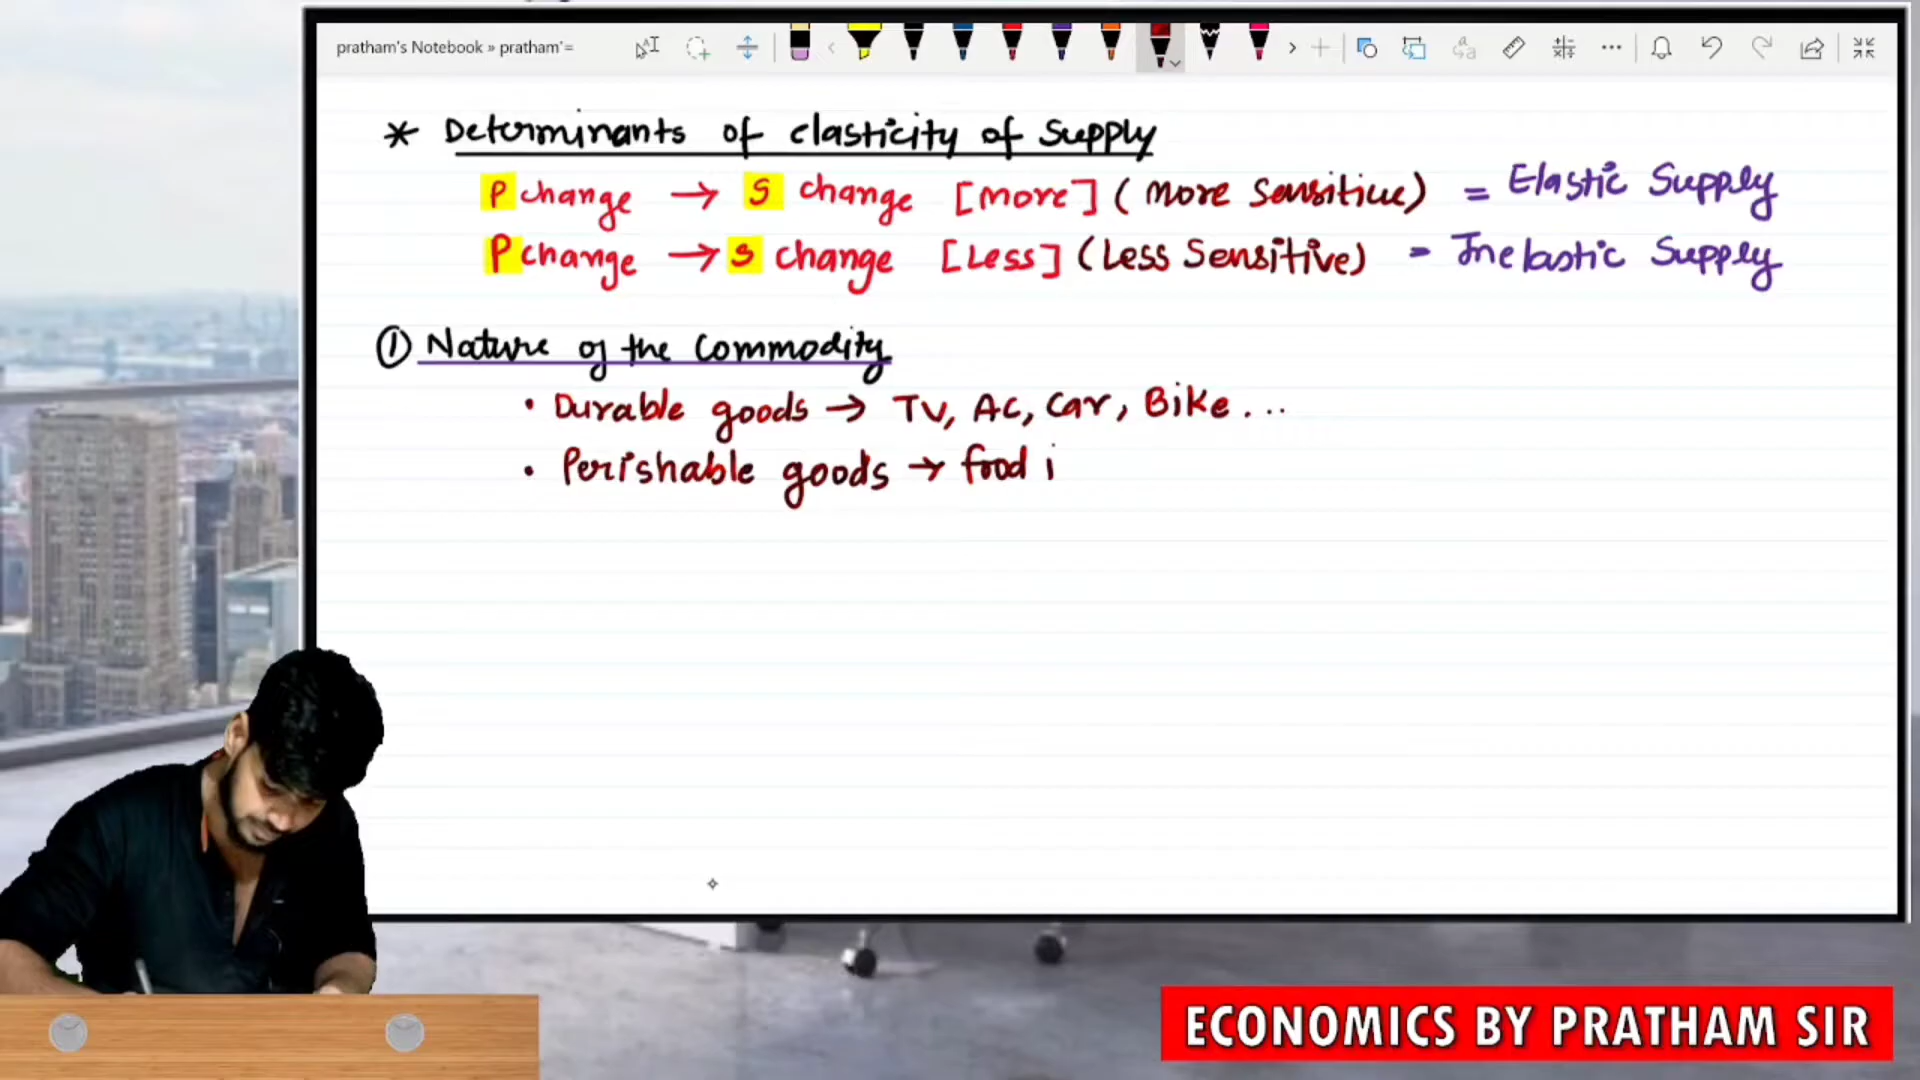 pratham's Notebook » pratham'=
* Determinants of elasticity of Supply
P change → S change [more] (More Sensitive) = Elastic Supply
P change → S change [Less] (Less Sensitive) = Inelastic Supply
① Nature of the Commodity
• Durable goods → TV, AC, Car, Bike...
• Perishable goods → food i
ECONOMICS BY PRATHAM SIR